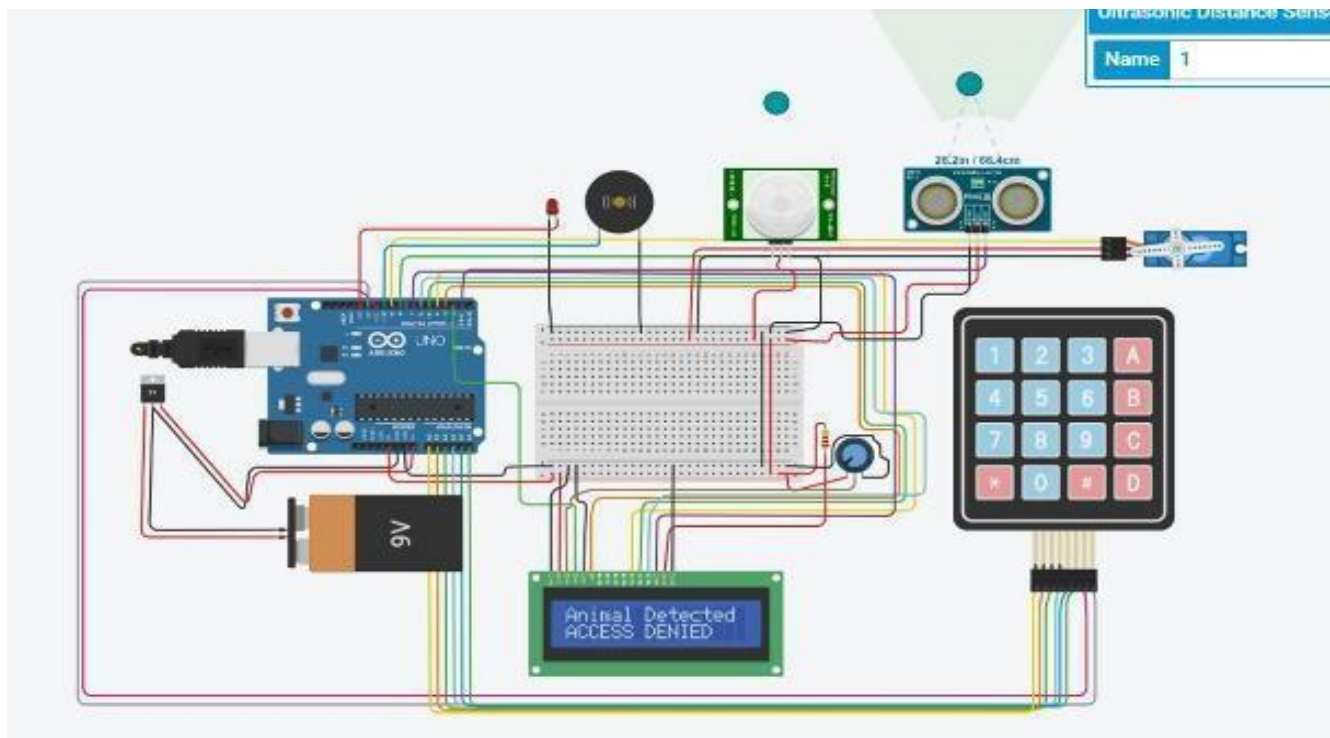 Ultrasonic Distance Sens
Name 1
26.2in / 66.4cm
UNO
ARDUINO
1 2 3 A
4 5 6 B
7 8 9 C
* 0 # D
9V
Animal Detected
ACCESS DENIED